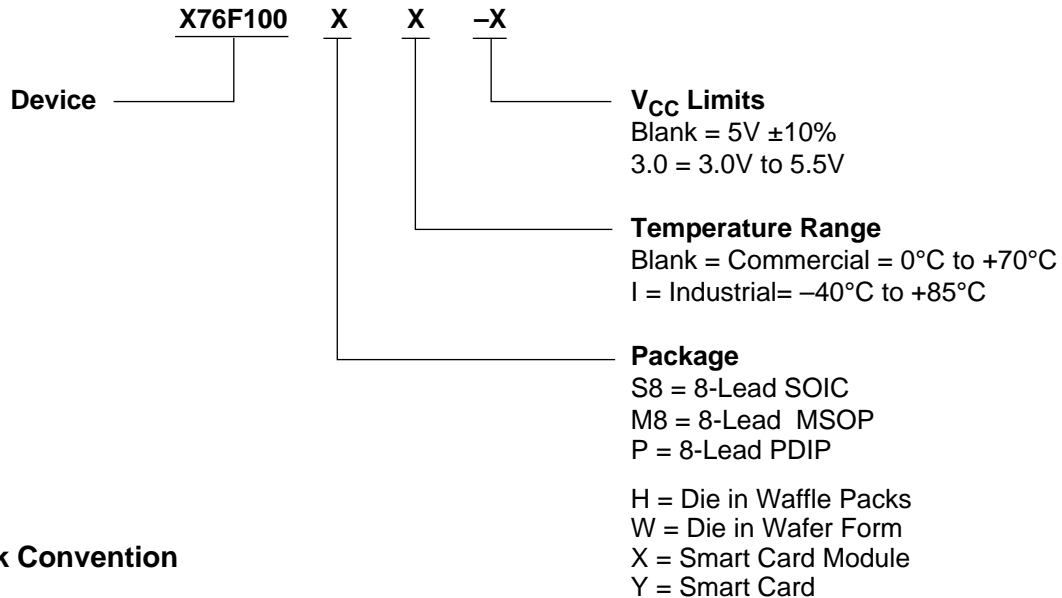 X76F100 X X –X
Device
VCC Limits
Blank = 5V ±10%
3.0 = 3.0V to 5.5V
Temperature Range
Blank = Commercial = 0°C to +70°C
I = Industrial= –40°C to +85°C
Package
S8 = 8-Lead SOIC
M8 = 8-Lead MSOP
P = 8-Lead PDIP
H = Die in Waffle Packs
W = Die in Wafer Form
X = Smart Card Module
Y = Smart Card
k Convention